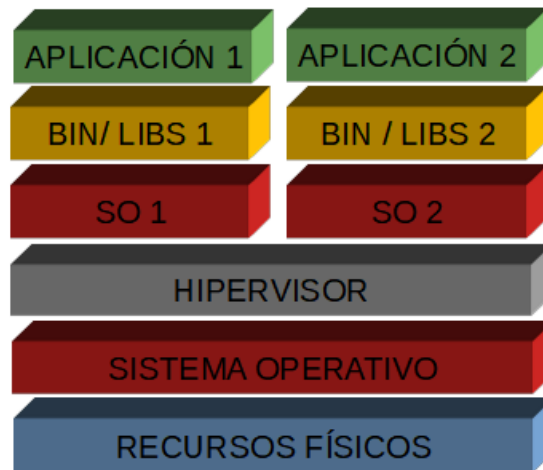 APLICACIÓN 1
APLICACIÓN 2
BIN/ LIBS 1
BIN / LIBS 2
SO 1
SO 2
HIPERVISOR
SISTEMA OPERATIVO
RECURSOS FÍSICOS